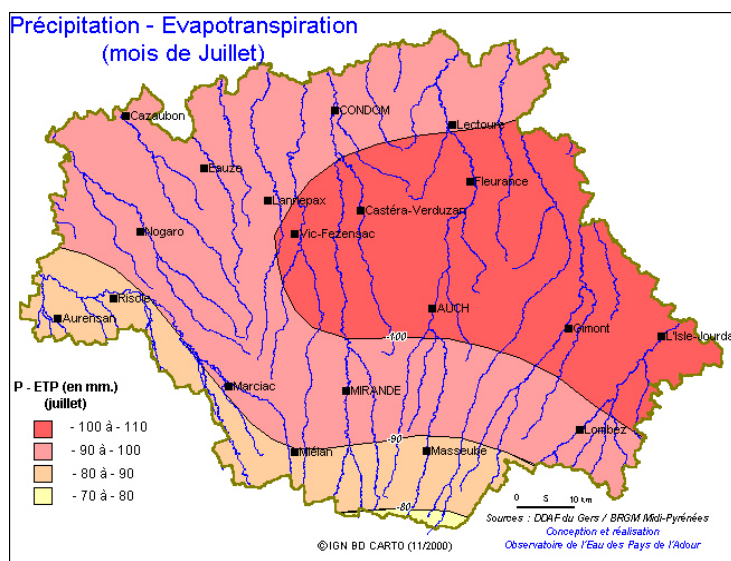 Précipitation - Evapotranspiration
(mois de Juillet)
Cazaubon
CONDOM
Lectoure
Eauze
Fleurance
Lannepax
Castéra-Verduzan
Nogaro
Vic-Fezensac
Riscle
Aurensan
AUCH
Gimont
L'Isle-Jourda
-100
P - ETP (en mm.)
(juillet)
Marciac
MIRANDE
- 100 à - 110
- 90 à - 100
- 80 à - 90
- 70 à - 80
-90
Lombez
Miélan
Masseube
-80
0 5 10 km
Sources : DDAF du Gers / BRGM Midi-Pyrénées
Conception et réalisation
Observatoire de l'Eau des Pays de l'Adour
©IGN BD CARTO (11/2000)